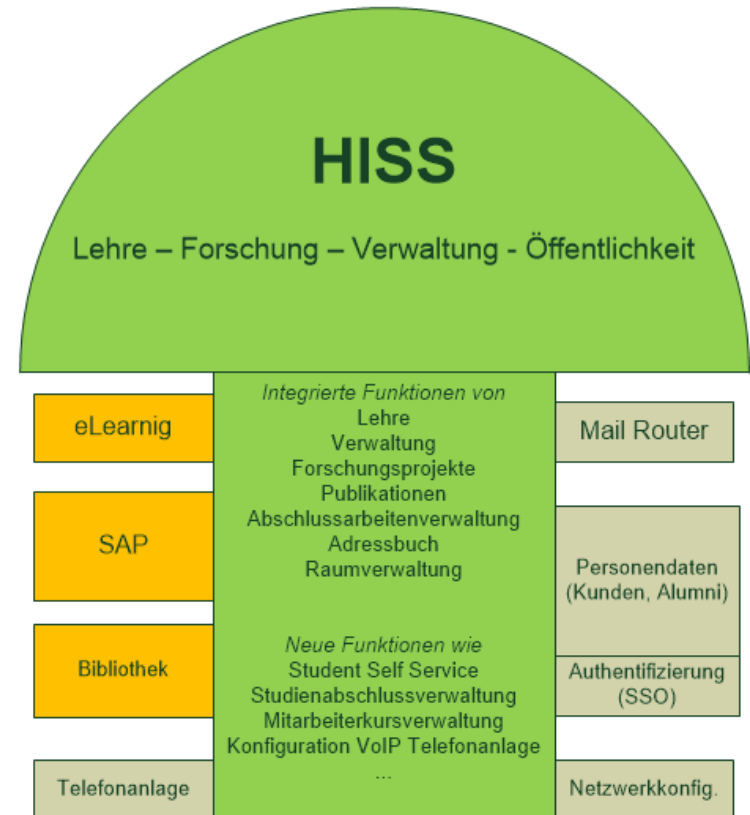 HISS
Lehre – Forschung – Verwaltung - Öffentlichkeit
eLearnig
SAP
Bibliothek
Telefonanlage
Integrierte Funktionen von
Lehre
Verwaltung
Forschungsprojekte
Publikationen
Abschlussarbeitenverwaltung
Adressbuch
Raumverwaltung
Neue Funktionen wie
Student Self Service
Studienabschlussverwaltung
Mitarbeiterkursverwaltung
Konfiguration VoIP Telefonanlage
...
Mail Router
Personendaten
(Kunden, Alumni)
Authentifizierung
(SSO)
Netzwerkkonfig.